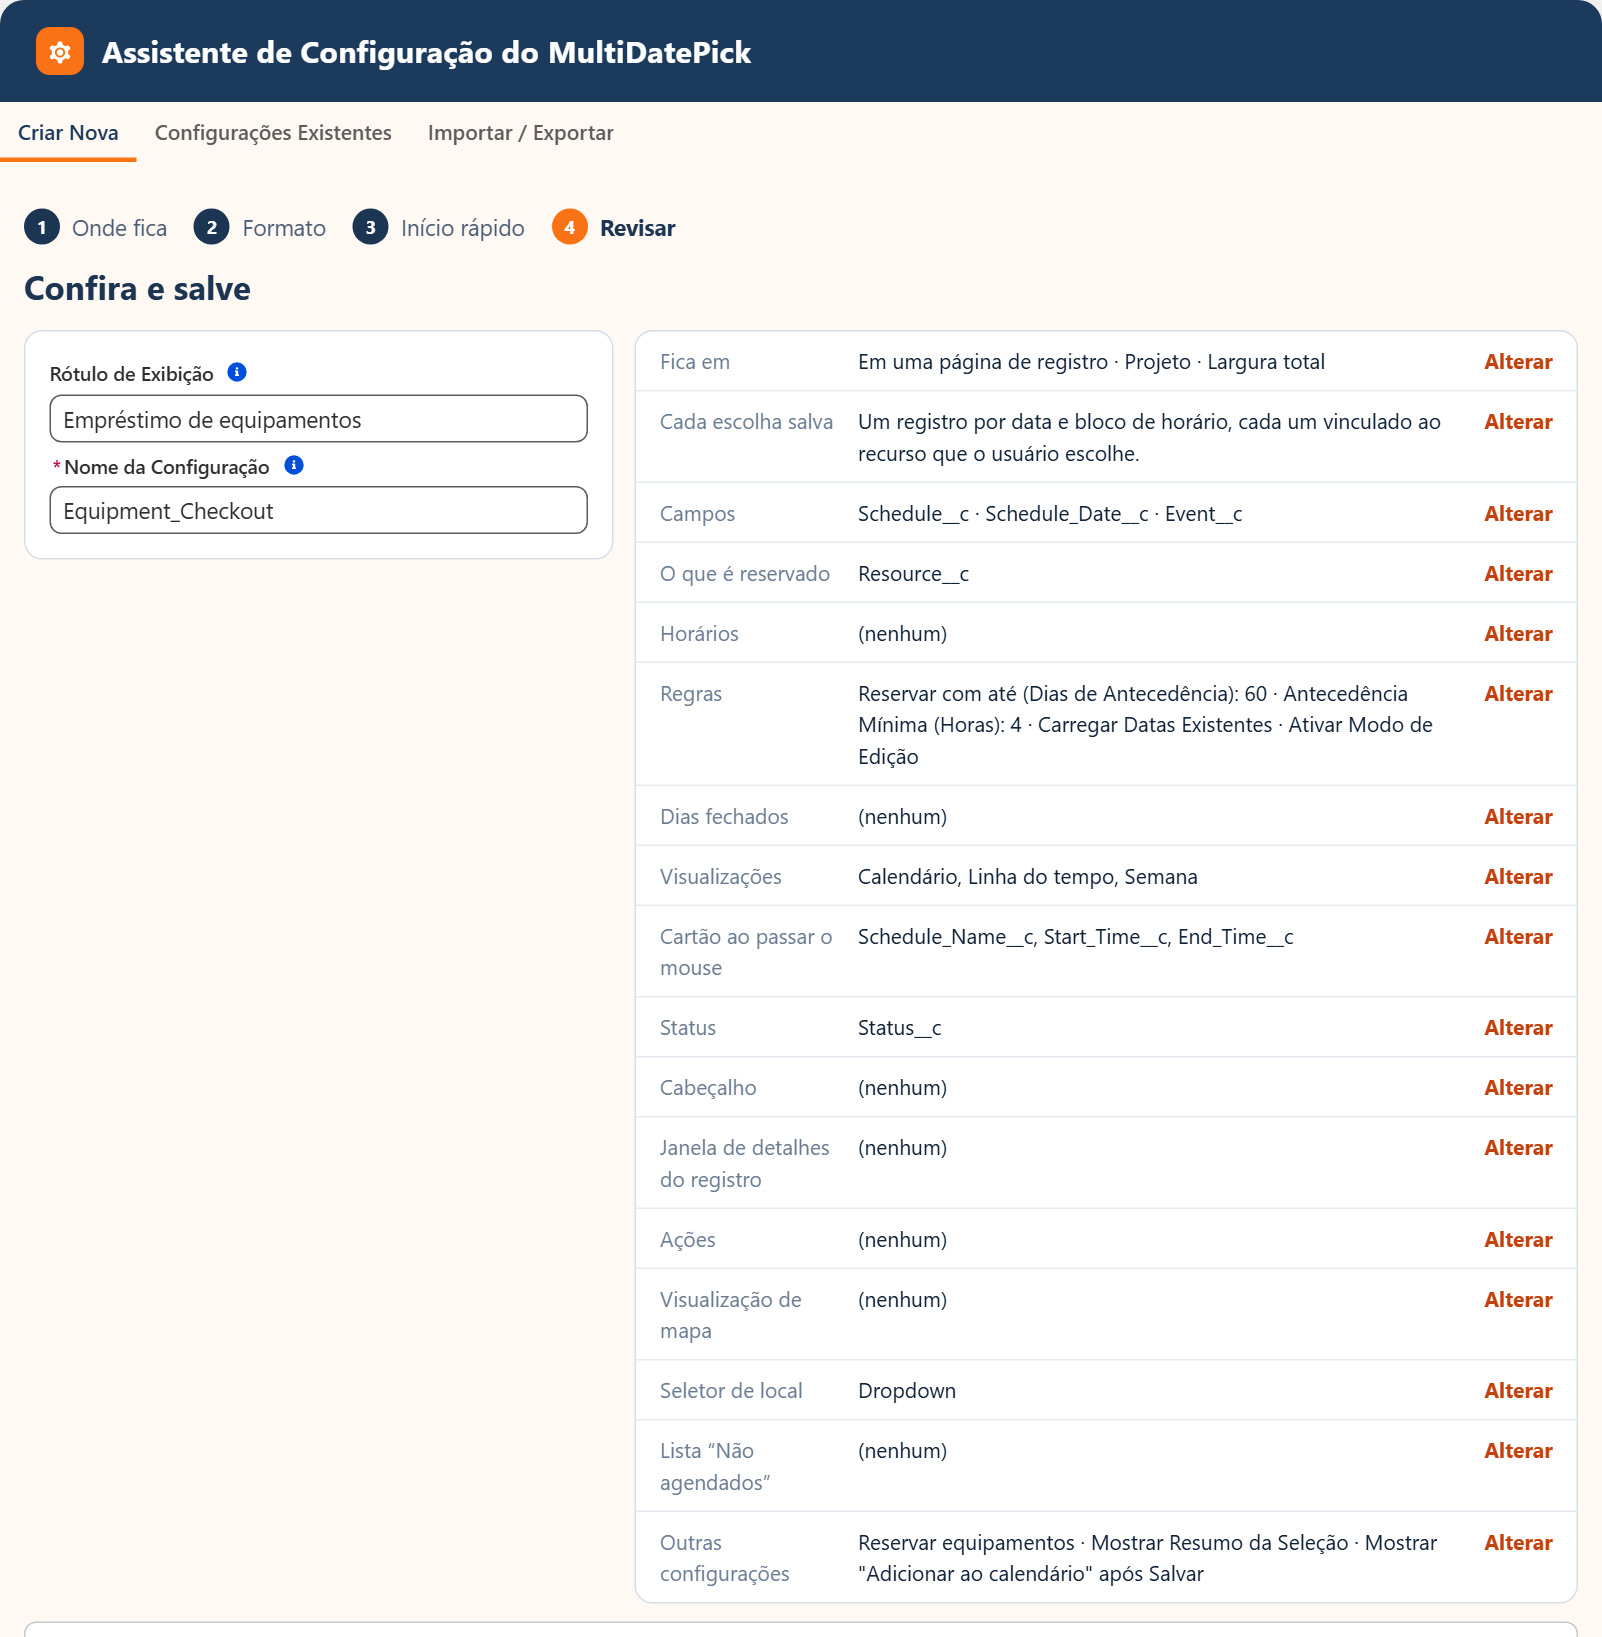 Assistente de Configuração do MultiDatePick
Criar Nova
Configurações Existentes
Importar / Exportar
1 Onde fica
2 Formato
3 Início rápido
4 Revisar
Confira e salve
Rótulo de Exibição
Empréstimo de equipamentos
*Nome da Configuração
Equipment_Checkout
Fica em
Em uma página de registro · Projeto · Largura total
Alterar
Cada escolha salva
Um registro por data e bloco de horário, cada um vinculado ao
recurso que o usuário escolhe.
Alterar
Campos
Schedule__c · Schedule_Date__c · Event__c
Alterar
O que é reservado
Resource__c
Alterar
Horários
(nenhum)
Alterar
Regras
Reservar com até (Dias de Antecedência): 60 · Antecedência
Mínima (Horas): 4 · Carregar Datas Existentes · Ativar Modo de
Edição
Alterar
Dias fechados
(nenhum)
Alterar
Visualizações
Calendário, Linha do tempo, Semana
Alterar
Cartão ao passar o
mouse
Schedule_Name__c, Start_Time__c, End_Time__c
Alterar
Status
Status__c
Alterar
Cabeçalho
(nenhum)
Alterar
Janela de detalhes
do registro
(nenhum)
Alterar
Ações
(nenhum)
Alterar
Visualização de
mapa
(nenhum)
Alterar
Seletor de local
Dropdown
Alterar
Lista “Não
agendados”
(nenhum)
Alterar
Outras
configurações
Reservar equipamentos · Mostrar Resumo da Seleção · Mostrar
"Adicionar ao calendário" após Salvar
Alterar